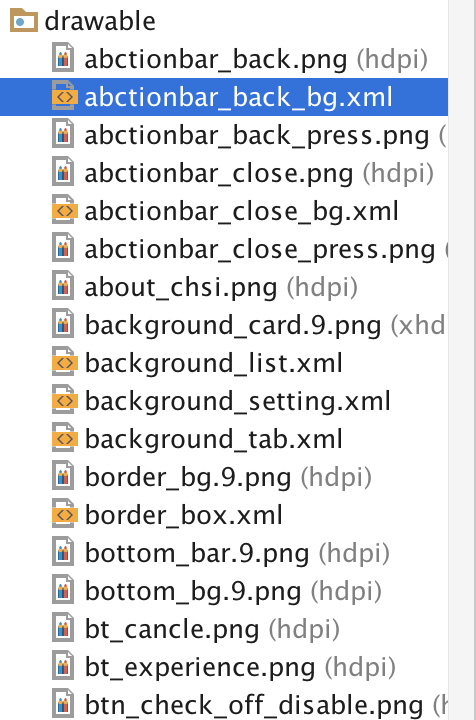 drawable
abctionbar_back.png (hdpi)
abctionbar_back_bg.xml
abctionbar_back_press.png (
abctionbar_close.png (hdpi)
abctionbar_close_bg.xml
abctionbar_close_press.png (
about_chsi.png (hdpi)
background_card.9.png (xhd
background_list.xml
background_setting.xml
background_tab.xml
border_bg.9.png (hdpi)
border_box.xml
bottom_bar.9.png (hdpi)
bottom_bg.9.png (hdpi)
bt_cancle.png (hdpi)
bt_experience.png (hdpi)
btn_check_off_disable.png (h